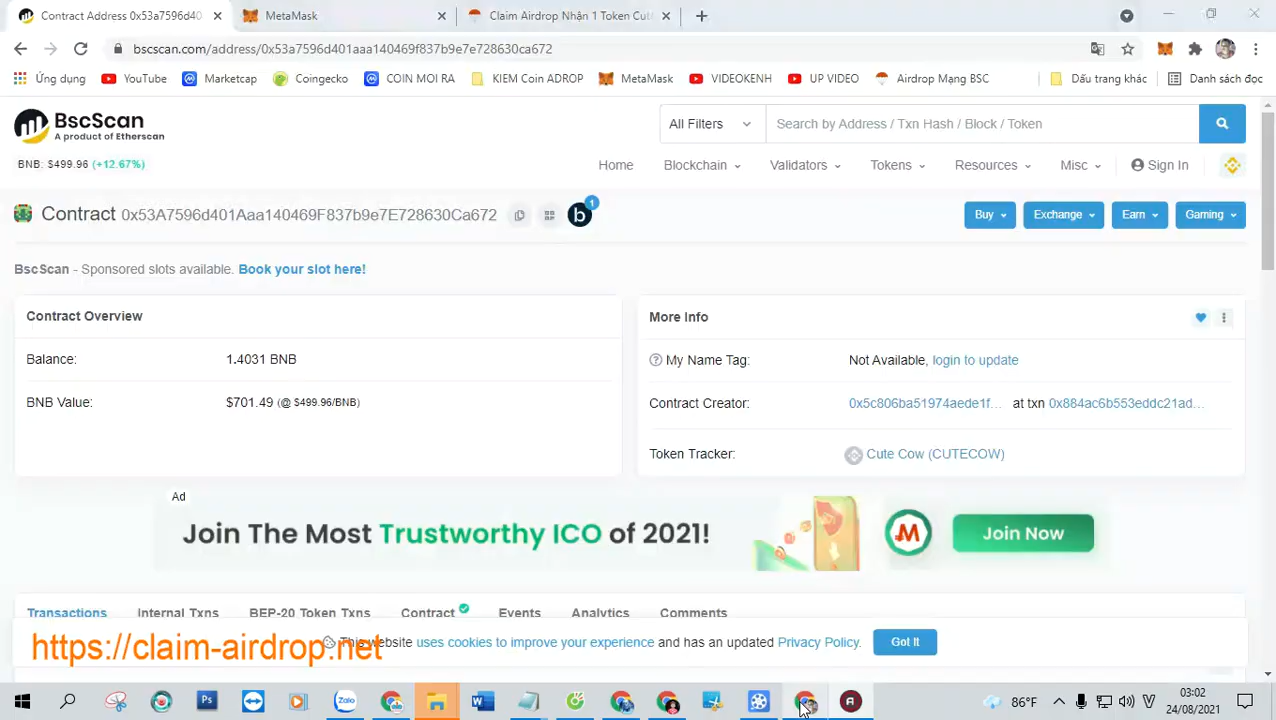 Contract Address 0x53a7596d40
MetaMask
Claim Airdrop Nhận 1 Token Cut
bscscan.com/address/0x53a7596d401aaa140469f837b9e7e728630ca672
Ứng dụng YouTube Marketcap Coingecko COIN MOI RA KIEM Coin ADROP MetaMask VIDEOKENH UP VIDEO Airdrop Mạng BSC Dấu trang khác Danh sách đọc
BscScan
A product of Etherscan
All Filters Search by Address / Txn Hash / Block / Token
BNB: $499.96 (+12.67%)
Home Blockchain Validators Tokens Resources Misc Sign In
Contract 0x53A7596d401Aaa140469F837b9e7E728630Ca672 b 1
Buy Exchange Earn Gaming
BscScan - Sponsored slots available. Book your slot here!
Contract Overview
Balance: 1.4031 BNB
BNB Value: $701.49 (@ $499.96/BNB)
More Info
My Name Tag: Not Available, login to update
Contract Creator: 0x5c806ba51974aede1f... at txn 0x884ac6b553eddc21ad...
Token Tracker: Cute Cow (CUTECOW)
Ad
Join The Most Trustworthy ICO of 2021! M Join Now
Transactions Internal Txns BEP-20 Token Txns Contract Events Analytics Comments
This website uses cookies to improve your experience and has an updated Privacy Policy. Got It
https://claim-airdrop.net
Ps W Zalo A 86°F V 03:02
24/08/2021